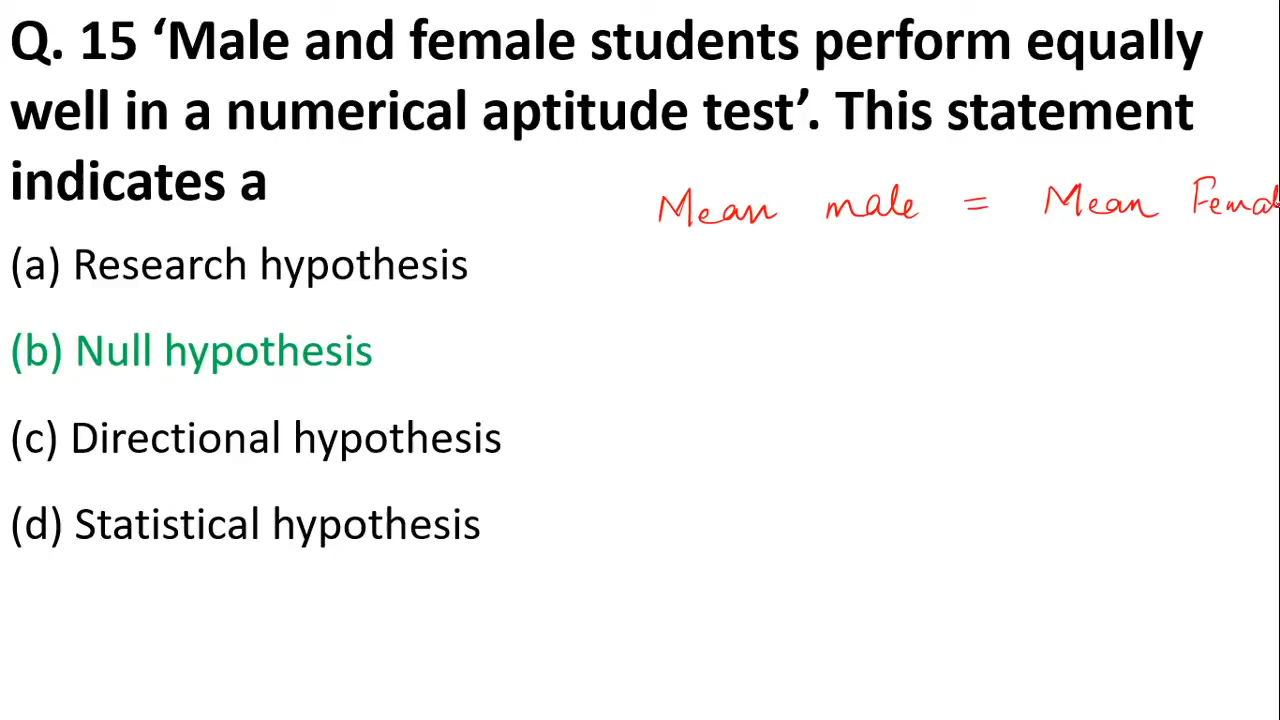 Q. 15 ‘Male and female students perform equally
well in a numerical aptitude test’. This statement
indicates a
Mean male = Mean Femal
(a) Research hypothesis
(b) Null hypothesis
(c) Directional hypothesis
(d) Statistical hypothesis